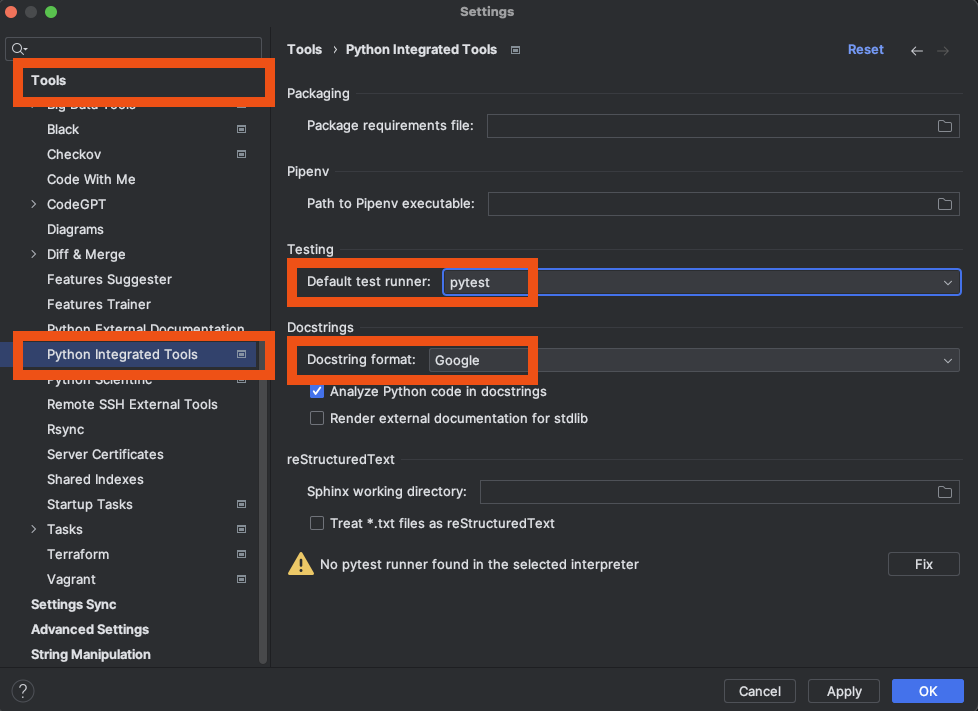 Settings
Tools
Big Data Tools
Black
Checkov
Code With Me
CodeGPT
Diagrams
Diff & Merge
Features Suggester
Features Trainer
Python External Documentation
Python Integrated Tools
Python Scientific
Remote SSH External Tools
Rsync
Server Certificates
Shared Indexes
Startup Tasks
Tasks
Terraform
Vagrant
Settings Sync
Advanced Settings
String Manipulation
Tools › Python Integrated Tools
Reset
Packaging
Package requirements file:
Pipenv
Path to Pipenv executable:
Testing
Default test runner: pytest
Docstrings
Docstring format: Google
Analyze Python code in docstrings
Render external documentation for stdlib
reStructuredText
Sphinx working directory:
Treat *.txt files as reStructuredText
No pytest runner found in the selected interpreter
Fix
?
Cancel
Apply
OK